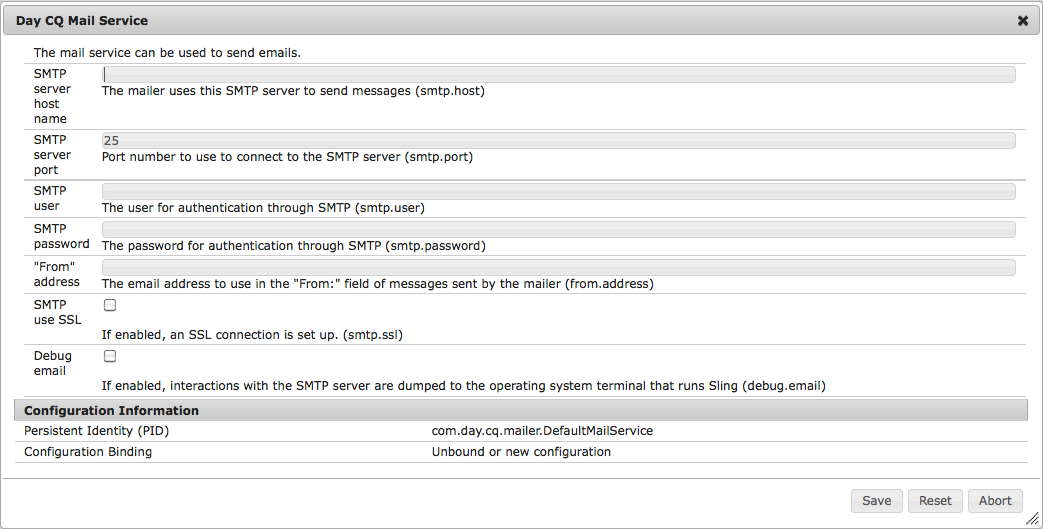 Day CQ Mail Service
The mail service can be used to send emails.
SMTP
server
host
name
The mailer uses this SMTP server to send messages (smtp.host)
SMTP
server
port
25
Port number to use to connect to the SMTP server (smtp.port)
SMTP
user
The user for authentication through SMTP (smtp.user)
SMTP
password
The password for authentication through SMTP (smtp.password)
"From"
address
The email address to use in the "From:" field of messages sent by the mailer (from.address)
SMTP
use SSL
If enabled, an SSL connection is set up. (smtp.ssl)
Debug
email
If enabled, interactions with the SMTP server are dumped to the operating system terminal that runs Sling (debug.email)
Configuration Information
Persistent Identity (PID) com.day.cq.mailer.DefaultMailService
Configuration Binding Unbound or new configuration
Save Reset Abort